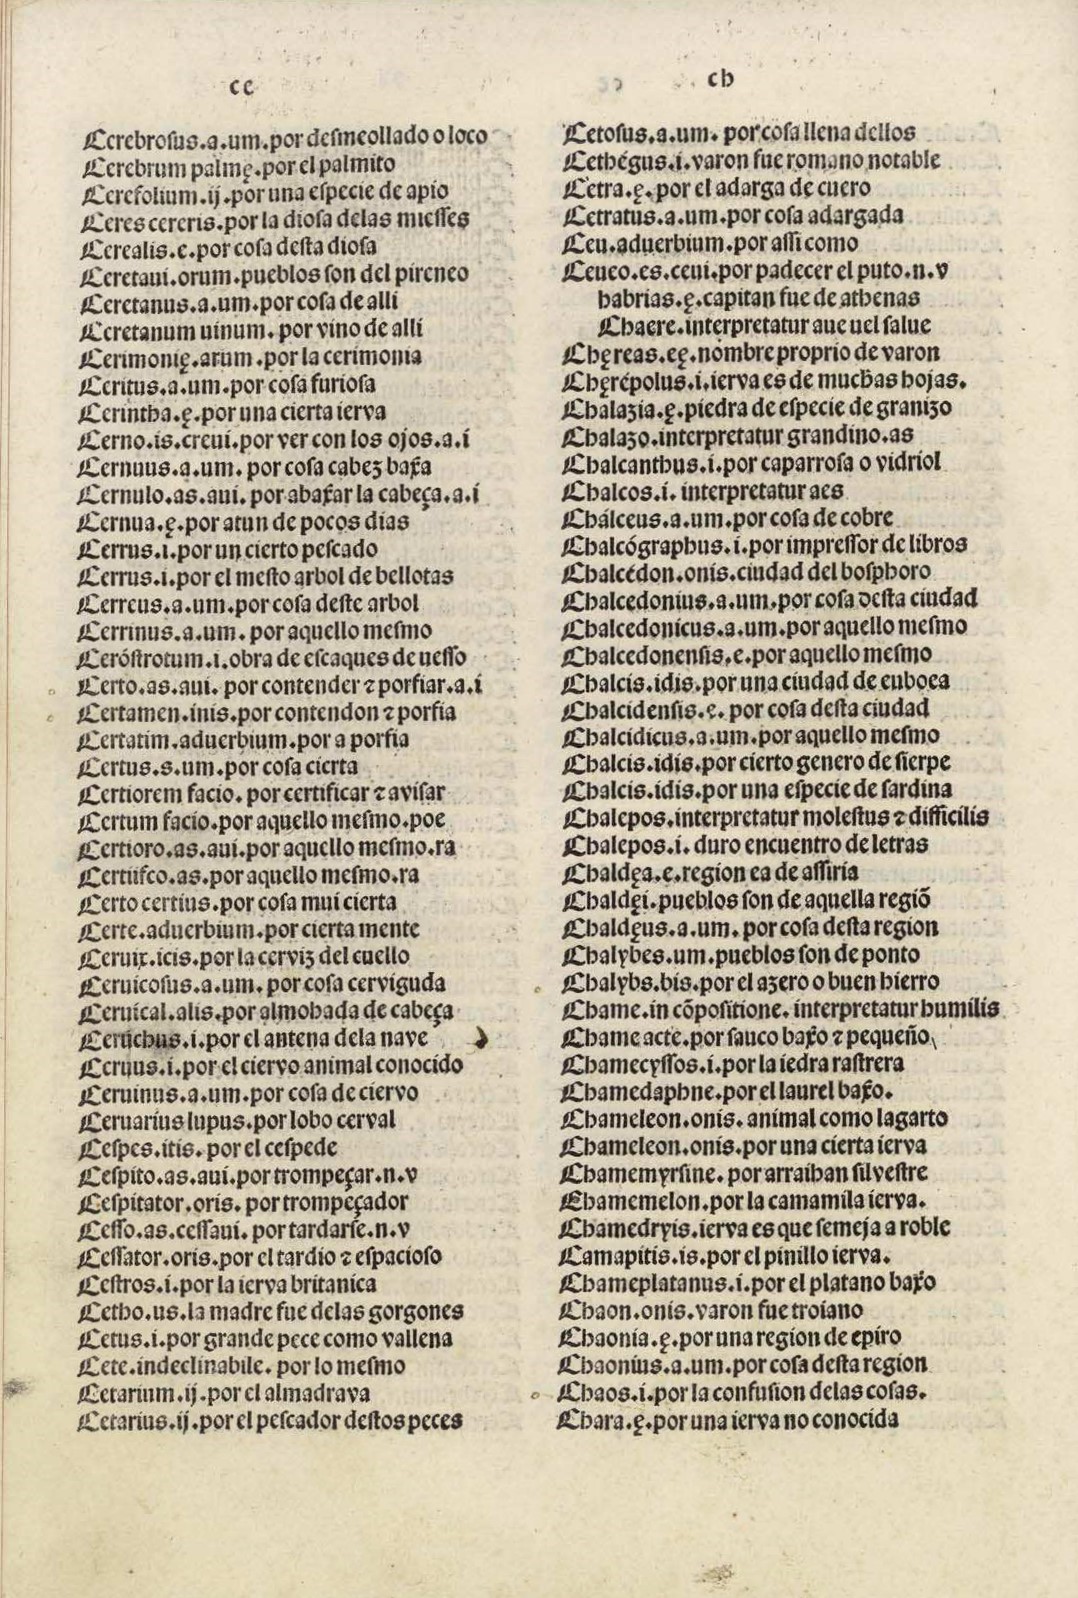 ce
Cerebrosus.a.um.por desmeollado o loco
Cerebrum palmę.por el palmito
Cerefolium.ij.por una especie de apio
Ceres cereris.por la diosa delas miesses
Cerealis.e.por cosa desta diosa
Ceretaui.orum.pueblos son del pireneo
Ceretanus.a.um.por cosa de alli
Ceretanum uinum.por vino de alli
Cerimonię.arum.por la cerimonia
Ceritus.a.um.por cosa furiosa
Cerintha.ę.por una cierta ierva
Cerno.is.creui.por ver con los ojos.a.i
Cernuus.a.um.por cosa cabez baxa
Cernulo.as.aui.por abaxar la cabeça.a.i
Cernua.ę.por atun de pocos dias
Cerrus.i.por un cierto pescado
Cerrus.i.por el mesto arbol de bellotas
Cerreus.a.um.por cosa deste arbol
Cerrinus.a.um.por aquello mesmo
Ceróstrotum.i.obra de escaques de uesso
Certo.as.aui.por contender ⁊ porfiar.a.i
Certamen.inis.por contendon ⁊ porfia
Certatim.aduerbium.por a porfia
Certus.s.um.por cosa cierta
Certiorem facio.por certificar ⁊ avisar
Certum facio.por aquello mesmo.poe
Certioro.as.aui.por aquello mesmo.ra
Certiisco.as.por aquello mesmo.ra
Certo certius.por cosa mui cierta
Certe.aduerbium.por cierta mente
Ceruix.icis.por la cerviz del cuello
Ceruicosus.a.um.por cosa cerviguda
Ceruical.alis.por almohada de cabeça
Ceruchus.i.por el antena dela nave
Ceruus.i.por el ciervo animal conocido
Ceruinus.a.um.por cosa de ciervo
Ceruarius lupus.por lobo cerval
Cespes.itis.por el cespede
Cespito.as.aui.por trompeçar.n.v
Cespitator.oris.por trompeçador
Cesso.as.cessaui.por tardarse.n.v
Cessator.oris.por el tardio ⁊ espacioso
Cestros.i.por la ierva britanica
Cetho.us.la madre fue delas gorgones
Cetus.i.por grande pece como vallena
Cete.indeclinabile.por lo mesmo
Cetarium.ij.por el almadrava
Cetarius.ij.por el pescador destos peces
ch
Cetosus.a.um.por cosa llena dellos
Cethégus.i.varon fue romano notable
Cetra.ę.por el adarga de cuero
Cetratus.a.um.por cosa adargada
Ceu.aduerbium.por assi como
Ceueo.es.ceui.por padecer el puto.n.v
habrias.ę.capitan fue de athenas
Chaere.interpretatur aue uel salue
Chęreas.eę.nombre proprio de varon
Chęrépolus.i.ierva es de muchas hojas.
Chalazia.ę.piedra de especie de granizo
Chalazo.interpretatur grandino.as
Chalcanthus.i.por caparrosa o vidriol
Chalcos.i.interpretatur aes
Chálceus.a.um.por cosa de cobre
Chalcógraphus.i.por impressor de libros
Chalcédon.onis.ciudad del bosphoro
Chalcedonius.a.um.por cosa desta ciudad
Chalcedonicus.a.um.por aquello mesmo
Chalcedonensis.e.por aquello mesmo
Chalcis.idis.por una ciudad de euboea
Chalcidensis.e.por cosa desta ciudad
Chalcidicus.a.um.por aquello mesmo
Chalcis.idis.por cierto genero de sierpe
Chalcis.idis.por una especie de sardina
Chalepos.interpretatur molestus ⁊ difficilis
Chalepos.i.duro encuentro de letras
Chaldęa.e.region ea de assiria
Chaldęi.pueblos son de aquella regiõ
Chaldęus.a.um.por cosa desta region
Chalybes.um.pueblos son de ponto
Chalybs.bis.por el azero o buen hierro
Chame.in cõpositione.interpretatur humilis
Chame acte.por sauco baxo ⁊ pequeño
Chamecyssos.i.por la iedra rastrera
Chamedaphne.por el laurel baxo.
Chameleon.onis.animal como lagarto
Chameleon.onis.por una cierta ierva
Chamemyrsine.por arraihan silvestre
Chamemelon.por la camamila ierva.
Chamedryis.ierva es que semeja a roble
Camapitis.is.por el pinillo ierva.
Chameplatanus.i.por el platano baxo
Chaon.onis.varon fue troiano
Chaonia.ę.por una region de epiro
Chaonius.a.um.por cosa desta region
Chaos.i.por la confusion delas cosas.
Chara.ę.por una ierva no conocida